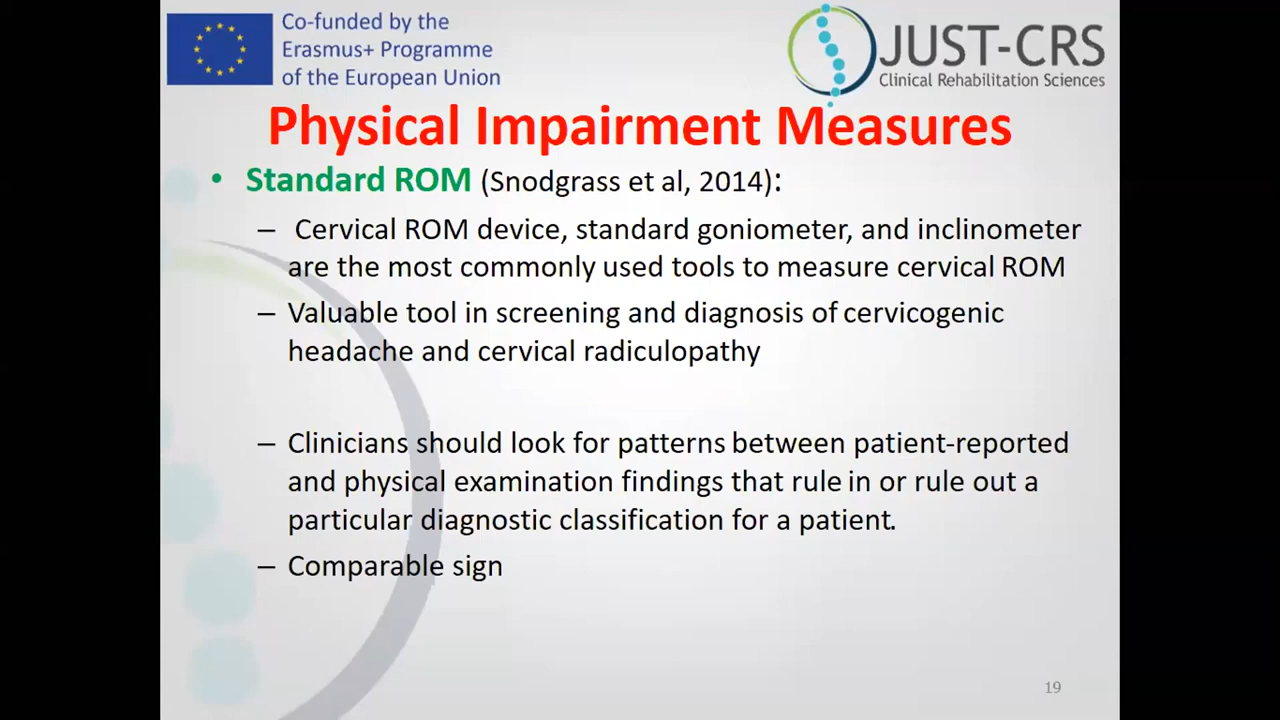 Co-funded by the
Erasmus+ Programme
of the European Union
JUST-CRS
Clinical Rehabilitation Sciences
Physical Impairment Measures
• Standard ROM (Snodgrass et al, 2014):
– Cervical ROM device, standard goniometer, and inclinometer
are the most commonly used tools to measure cervical ROM
– Valuable tool in screening and diagnosis of cervicogenic
headache and cervical radiculopathy
– Clinicians should look for patterns between patient-reported
and physical examination findings that rule in or rule out a
particular diagnostic classification for a patient.
– Comparable sign
19